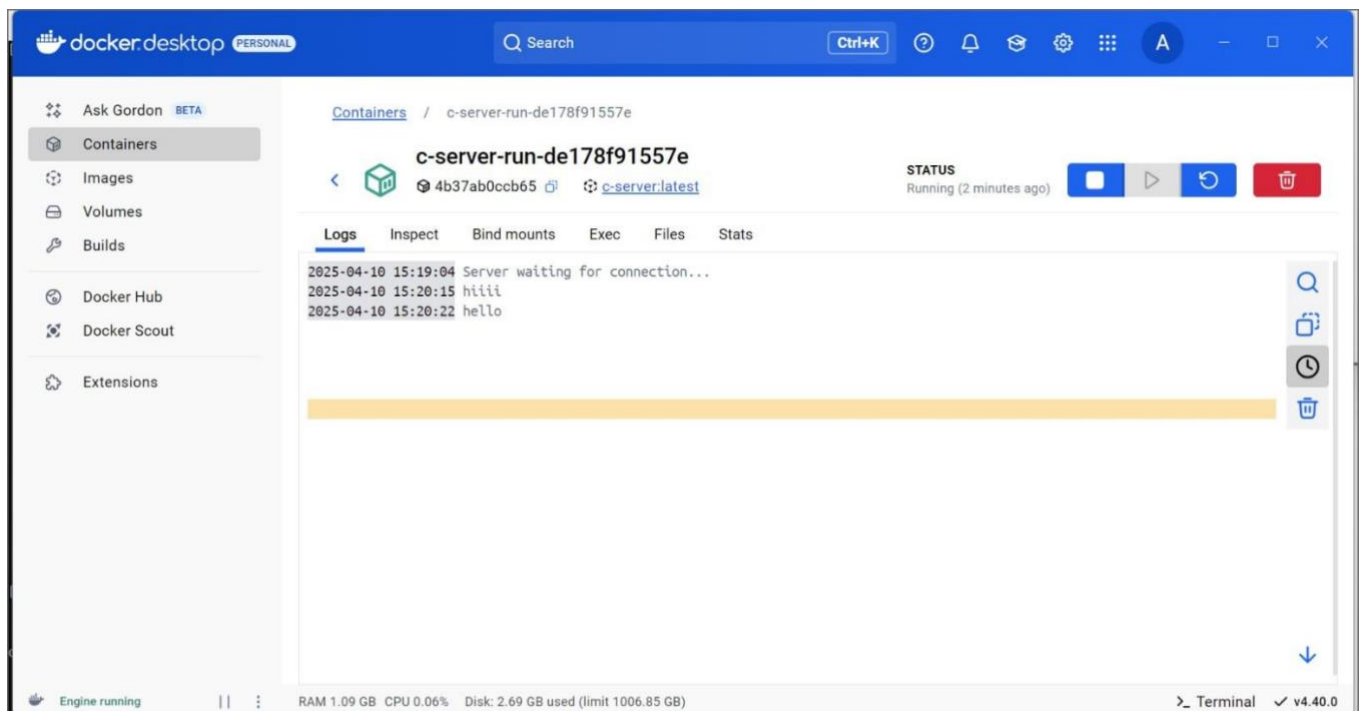 docker.desktop PERSONAL
Search
Ctrl+K
A
Ask Gordon BETA
Containers
Images
Volumes
Builds
Docker Hub
Docker Scout
Extensions
Containers / c-server-run-de178f91557e
c-server-run-de178f91557e
4b37ab0ccb65 c-server:latest
STATUS
Running (2 minutes ago)
Logs Inspect Bind mounts Exec Files Stats
2025-04-10 15:19:04 Server waiting for connection...
2025-04-10 15:20:15 hiiii
2025-04-10 15:20:22 hello
Engine running
RAM 1.09 GB CPU 0.06% Disk: 2.69 GB used (limit 1006.85 GB)
>_ Terminal
v4.40.0